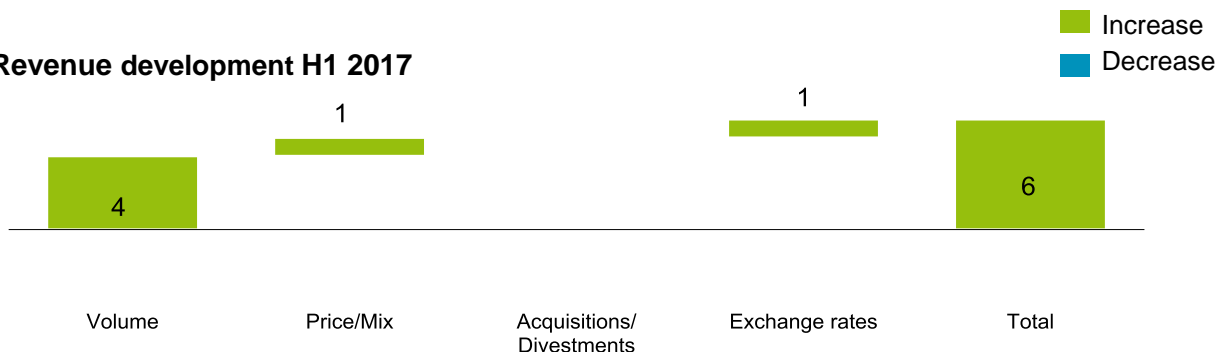 Increase
Revenue development H1 2017
Decrease
1
1
4
6
Volume
Price/Mix
Acquisitions/
Divestments
Exchange rates
Total